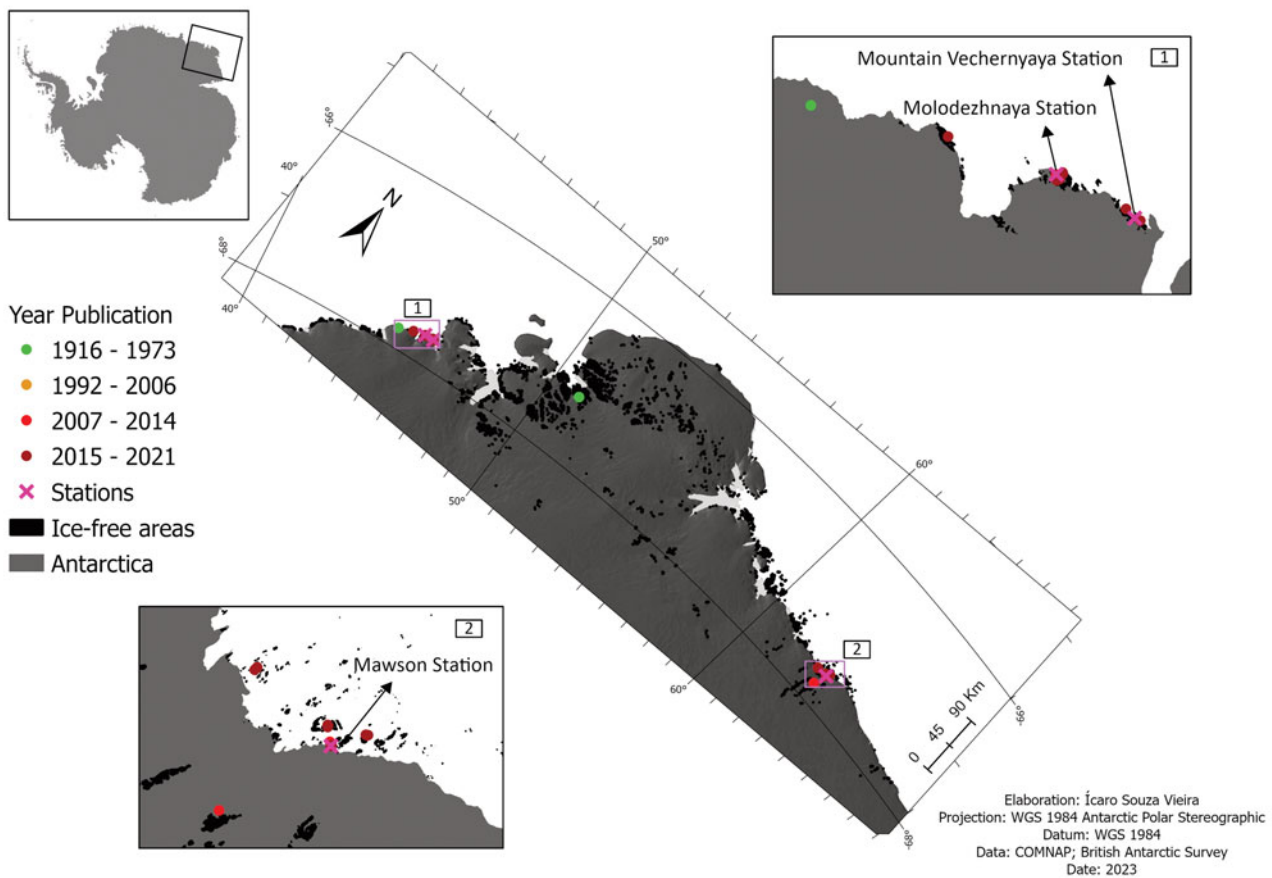 Mountain Vechernyaya Station
1
Molodezhnaya Station
-66°
40°
N
-68°
40°
50°
1
Year Publication
1916 - 1973
1992 - 2006
2007 - 2014
2015 - 2021
Stations
Ice-free areas
Antarctica
50°
60°
2
Mawson Station
2
60°
0 45 90 Km
-66°
-68°
Elaboration: Ícaro Souza Vieira
Projection: WGS 1984 Antarctic Polar Stereographic
Datum: WGS 1984
Data: COMNAP; British Antarctic Survey
Date: 2023